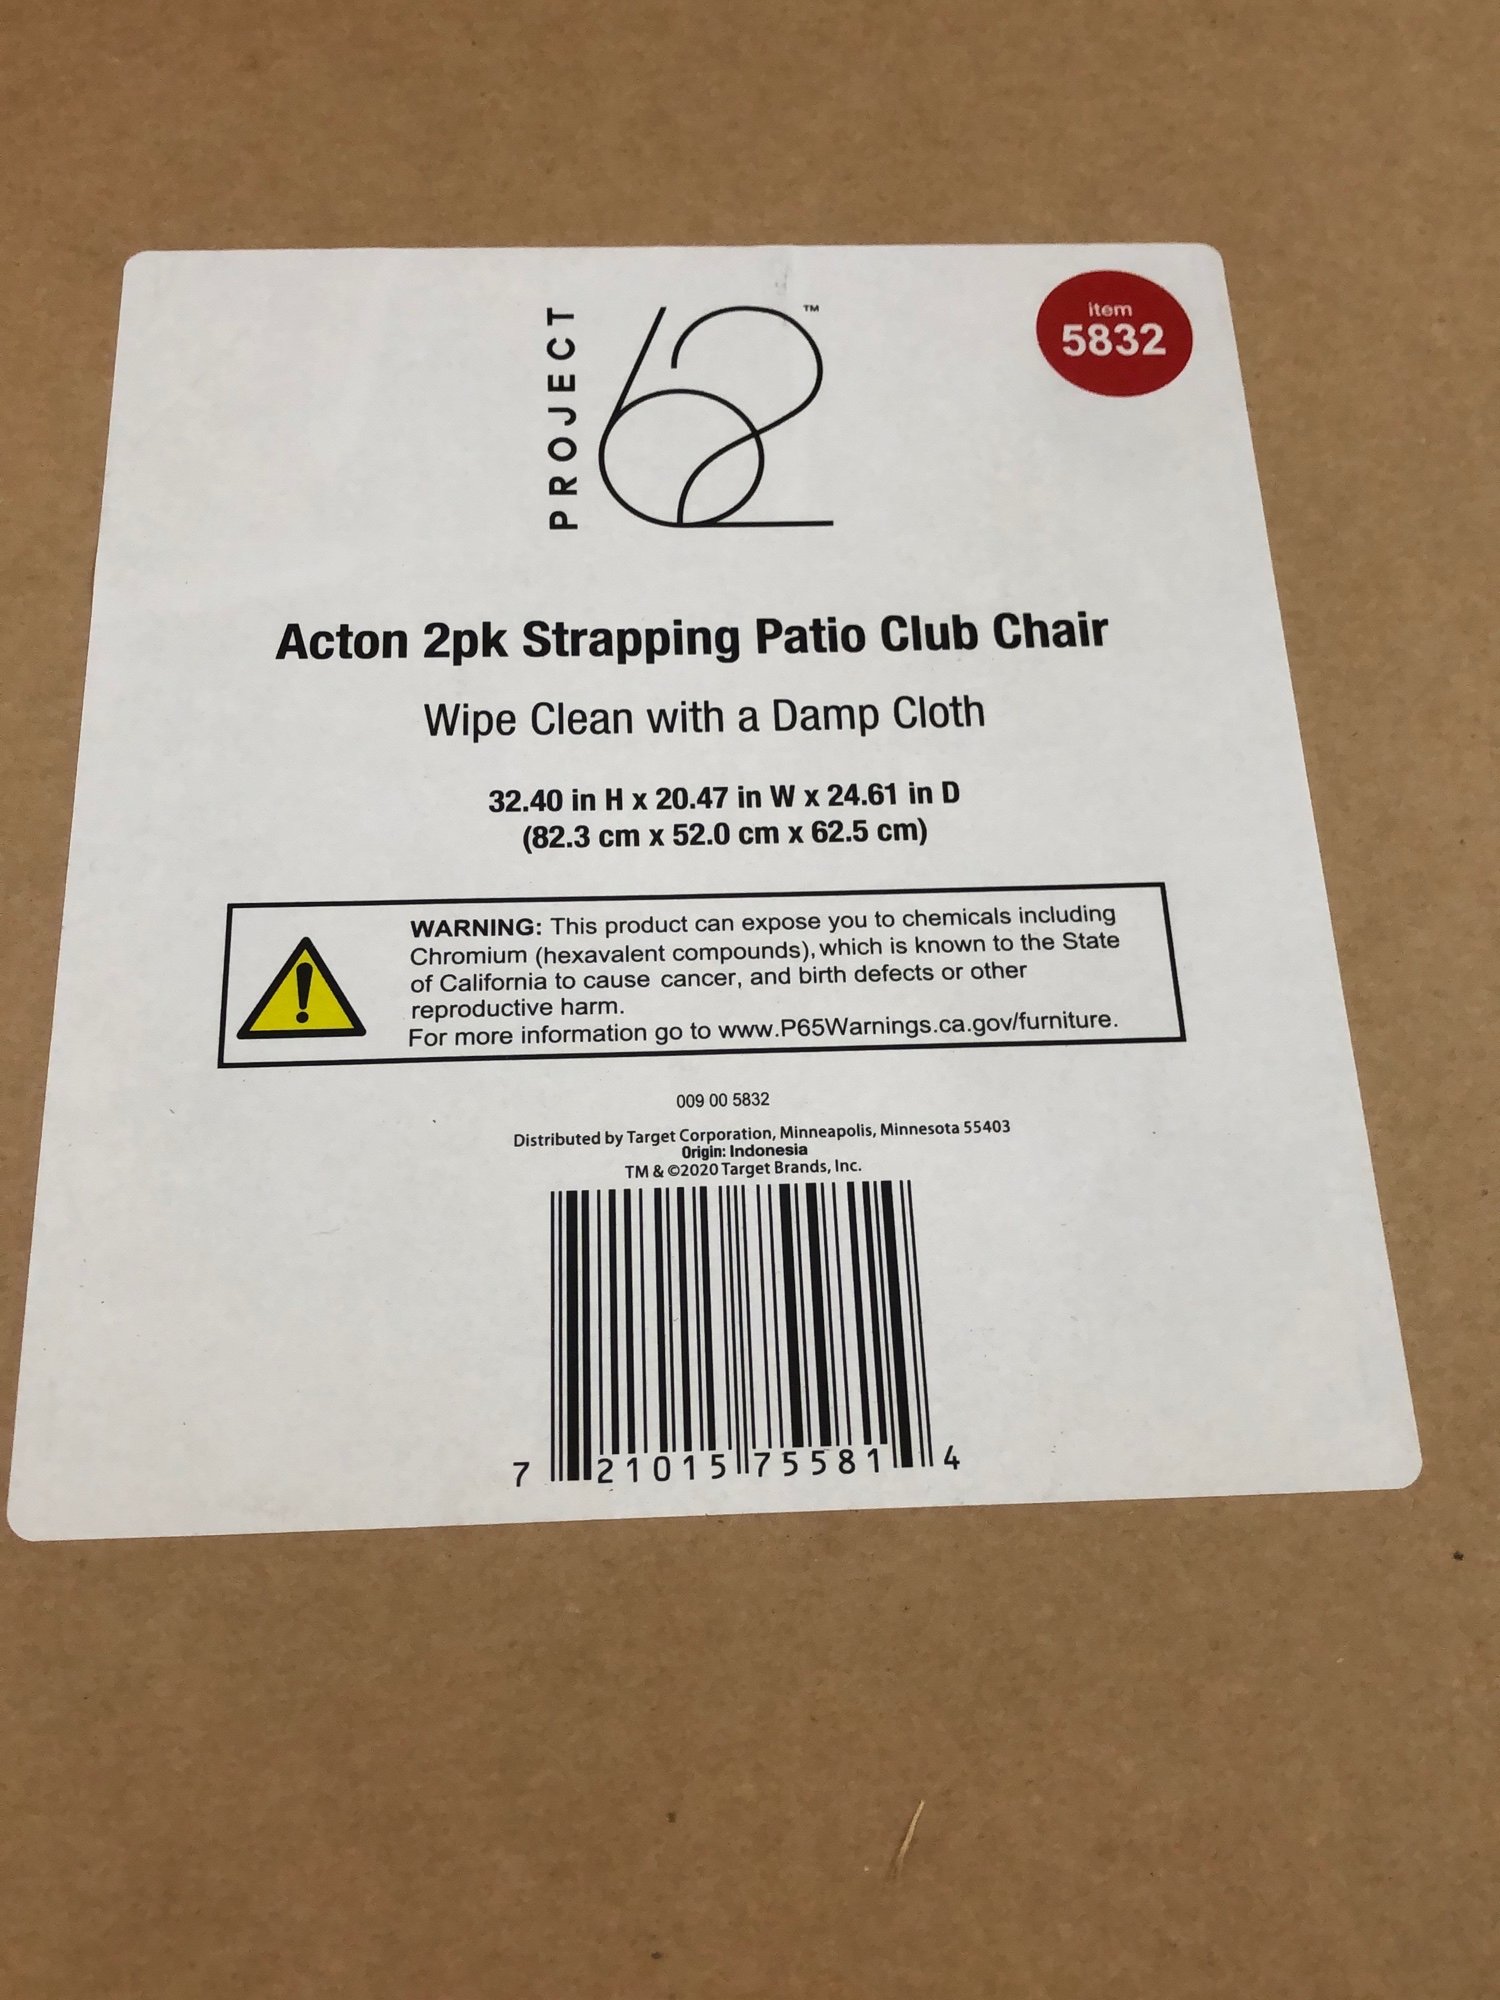 PROJECT 62 ™
item
5832
Acton 2pk Strapping Patio Club Chair
Wipe Clean with a Damp Cloth
32.40 in H x 20.47 in W x 24.61 in D
(82.3 cm x 52.0 cm x 62.5 cm)
WARNING: This product can expose you to chemicals including
Chromium (hexavalent compounds), which is known to the State
of California to cause cancer, and birth defects or other
reproductive harm.
For more information go to www.P65Warnings.ca.gov/furniture.
009 00 5832
Distributed by Target Corporation, Minneapolis, Minnesota 55403
Origin: Indonesia
TM & ©2020 Target Brands, Inc.
7 21015 75581 4